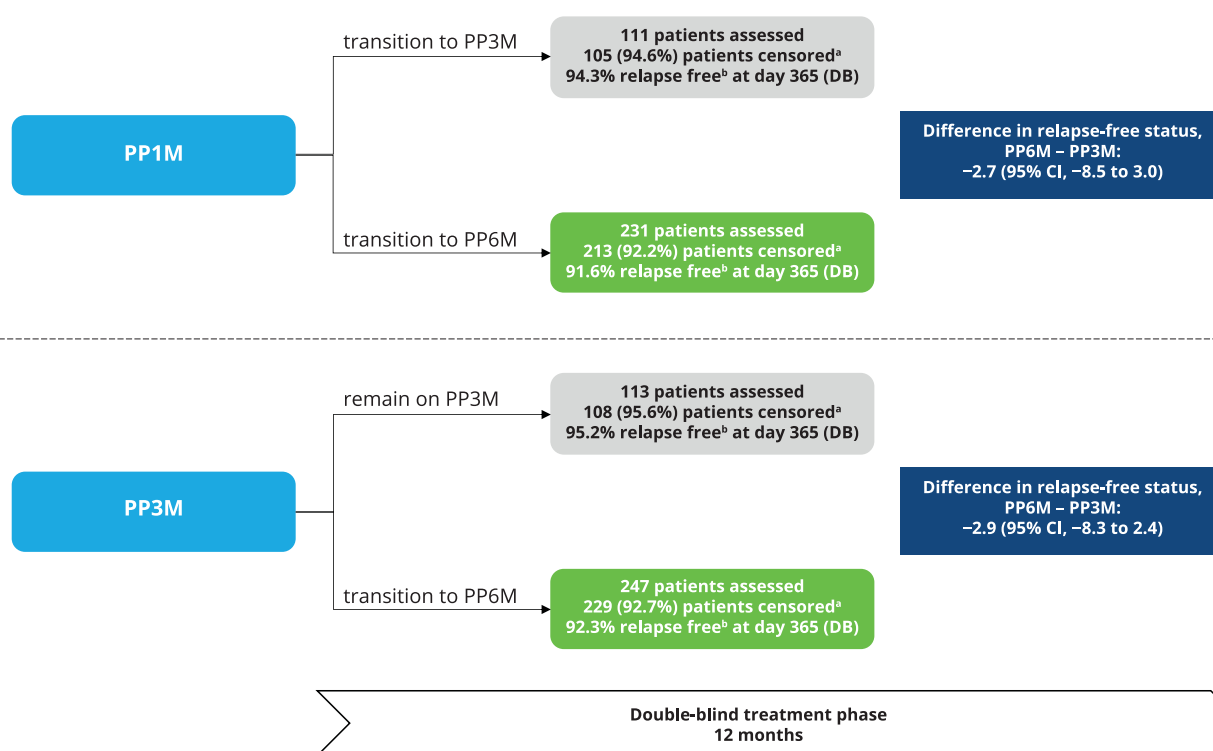 transition to PP3M
111 patients assessed
105 (94.6%) patients censoredᵃ
94.3% relapse freeᵇ at day 365 (DB)
PP1M
Difference in relapse-free status,
PP6M – PP3M:
−2.7 (95% CI, −8.5 to 3.0)
transition to PP6M
231 patients assessed
213 (92.2%) patients censoredᵃ
91.6% relapse freeᵇ at day 365 (DB)
remain on PP3M
113 patients assessed
108 (95.6%) patients censoredᵃ
95.2% relapse freeᵇ at day 365 (DB)
PP3M
Difference in relapse-free status,
PP6M – PP3M:
−2.9 (95% CI, −8.3 to 2.4)
transition to PP6M
247 patients assessed
229 (92.7%) patients censoredᵃ
92.3% relapse freeᵇ at day 365 (DB)
Double-blind treatment phase
12 months